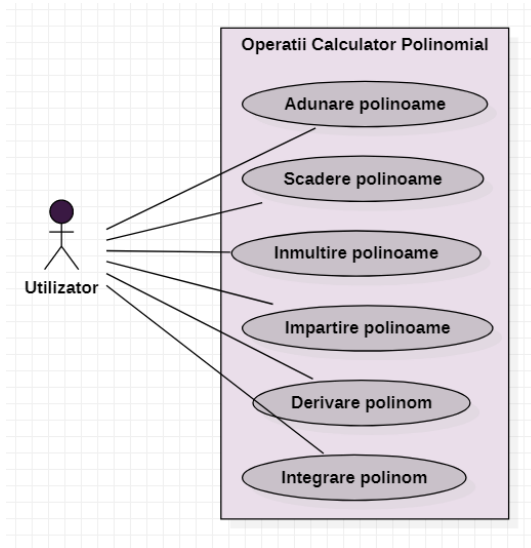 Operatii Calculator Polinomial
Adunare polinoame
Scadere polinoame
Inmultire polinoame
Utilizator
Impartire polinoame
Derivare polinom
Integrare polinom